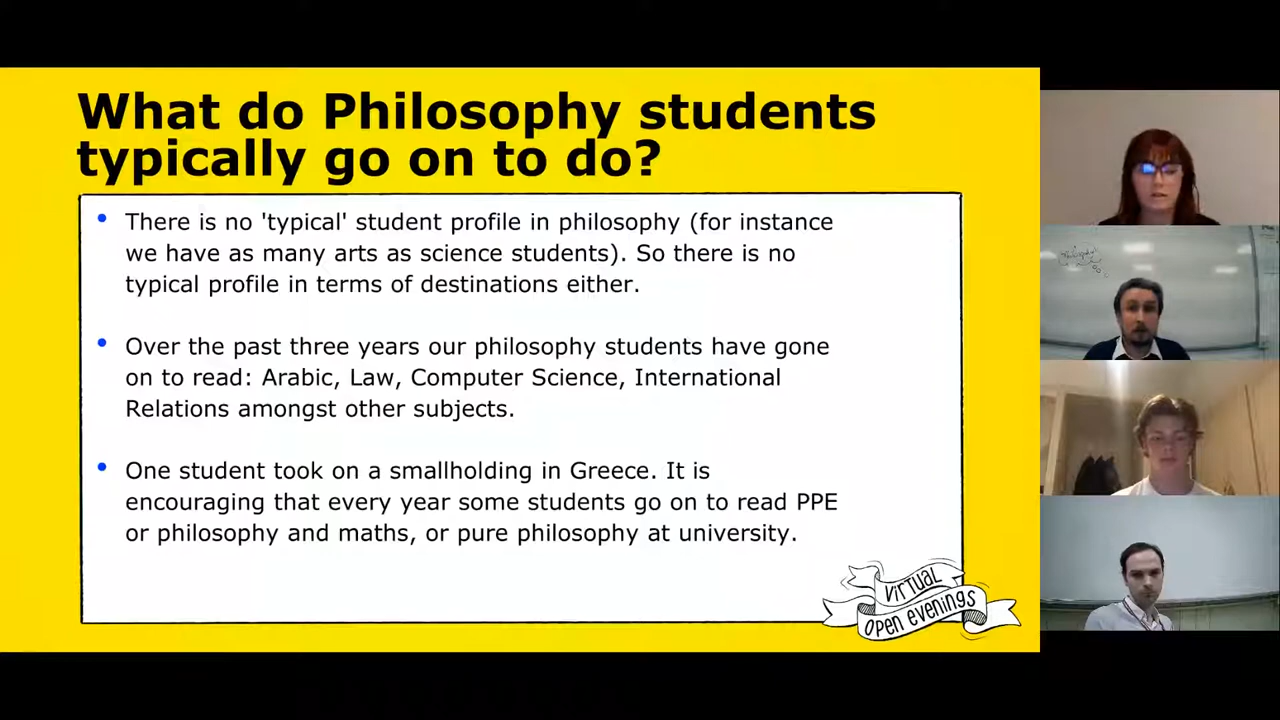 What do Philosophy students
typically go on to do?
• There is no 'typical' student profile in philosophy (for instance
we have as many arts as science students). So there is no
typical profile in terms of destinations either.
• Over the past three years our philosophy students have gone
on to read: Arabic, Law, Computer Science, International
Relations amongst other subjects.
• One student took on a smallholding in Greece. It is
encouraging that every year some students go on to read PPE
or philosophy and maths, or pure philosophy at university.
VIRTUAL
OPEN EVENINGS